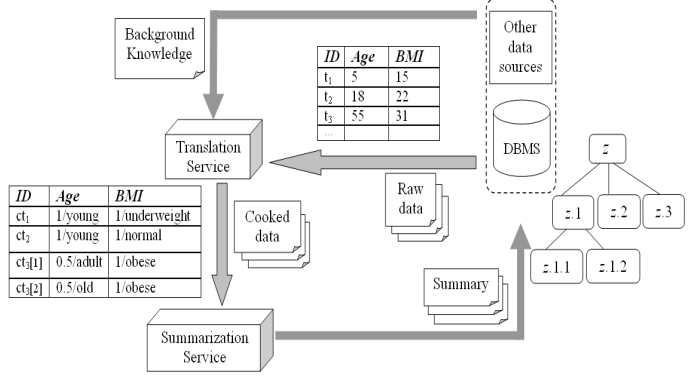 Background
Knowledge
Other
data
sources
DBMS
ID Age BMI
t1 5 15
t2 18 22
t3 55 31
...
Translation
Service
Raw
data
ID Age BMI
ct1 1/young 1/underweight
ct2 1/young 1/normal
ct3[1] 0.5/adult 1/obese
ct3[2] 0.5/old 1/obese
Cooked
data
z
z.1 z.2 z.3
z.1.1 z.1.2
Summary
Summarization
Service